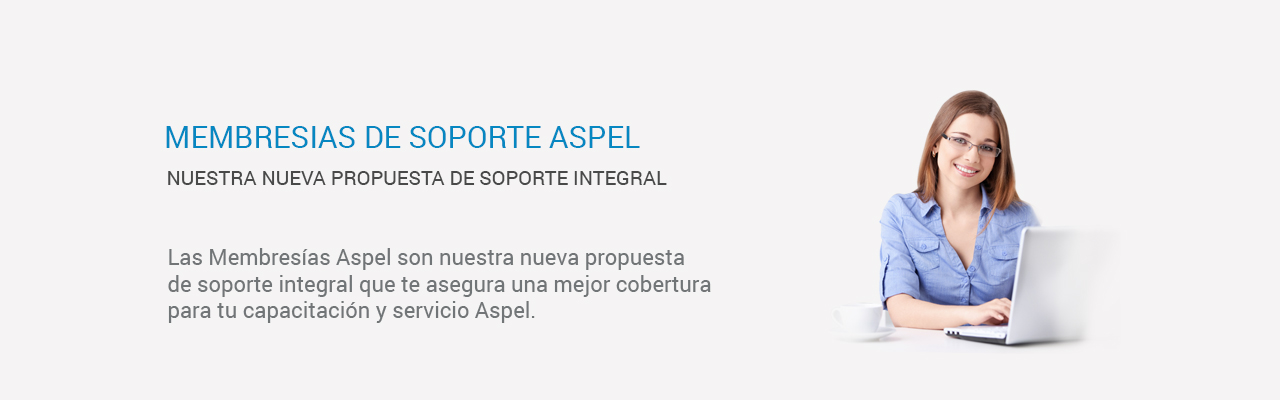 MEMBRESIAS DE SOPORTE ASPEL
NUESTRA NUEVA PROPUESTA DE SOPORTE INTEGRAL
Las Membresías Aspel son nuestra nueva propuesta
de soporte integral que te asegura una mejor cobertura
para tu capacitación y servicio Aspel.